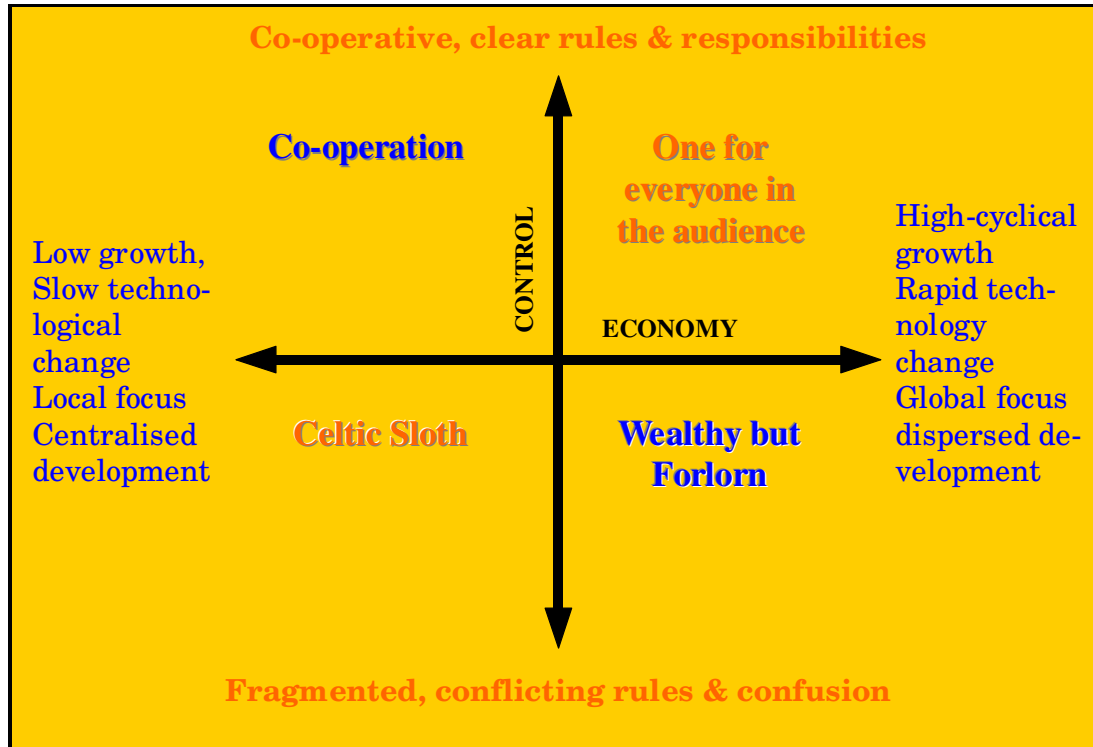 Co-operative, clear rules & responsibilities
Co-operation
One for
everyone in
the audience
CONTROL
ECONOMY
Low growth,
Slow techno-
logical
change
Local focus
Centralised
development
High-cyclical
growth
Rapid tech-
nology
change
Global focus
dispersed de-
velopment
Celtic Sloth
Wealthy but
Forlorn
Fragmented, conflicting rules & confusion